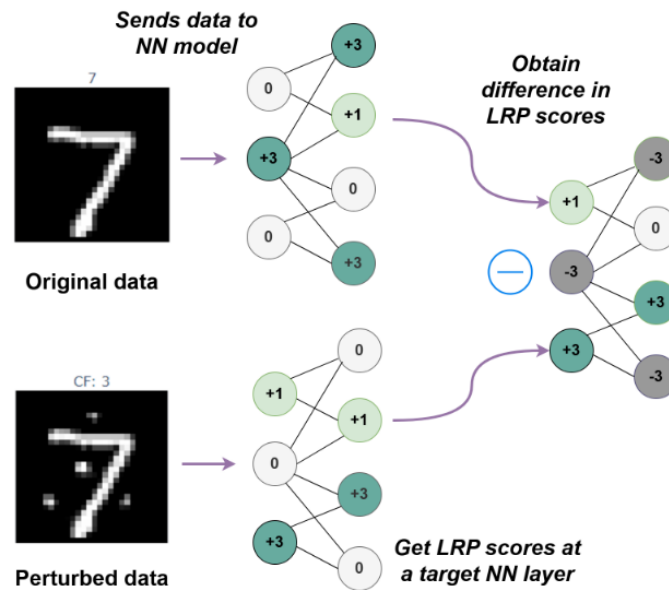 Sends data to
NN model
7
Original data
0
+3
0
+3
+1
0
+3
Obtain
difference in
LRP scores
+1
-3
+3
-3
0
+3
-3
CF: 3
Perturbed data
+1
0
+3
0
+1
+3
0
Get LRP scores at
a target NN layer